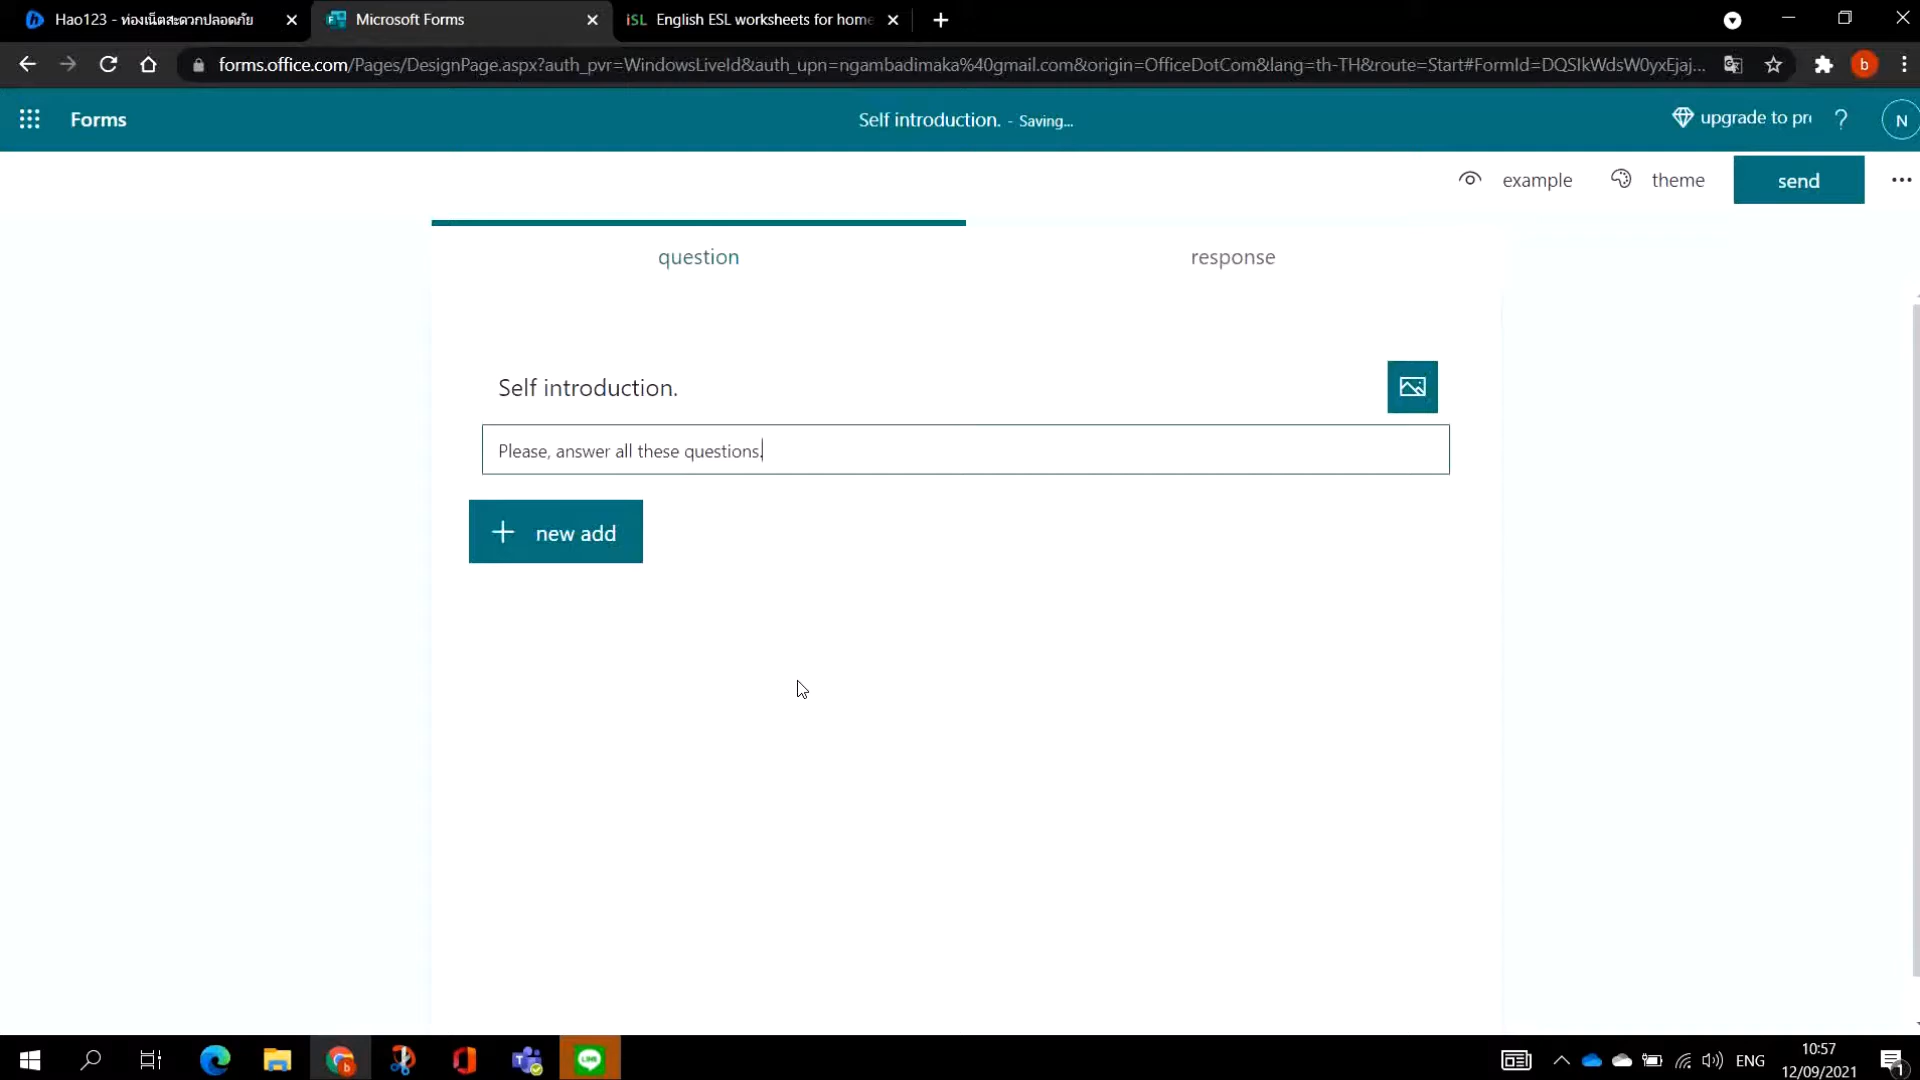 Hao123 - ท่องเน็ตสะดวกปลอดภัย
Microsoft Forms
iSL English ESL worksheets for home
forms.office.com/Pages/DesignPage.aspx?auth_pvr=WindowsLiveId&auth_upn=ngambadimaka%40gmail.com&origin=OfficeDotCom&lang=th-TH&route=Start#FormId=DQSIkWdsW0yxEjaj...
b
Forms
Self introduction. - Saving...
upgrade to pr
?
N
example
theme
send
question
response
Self introduction.
Please, answer all these questions.
+ new add
LINE
ENG
10:57
12/09/2021
1